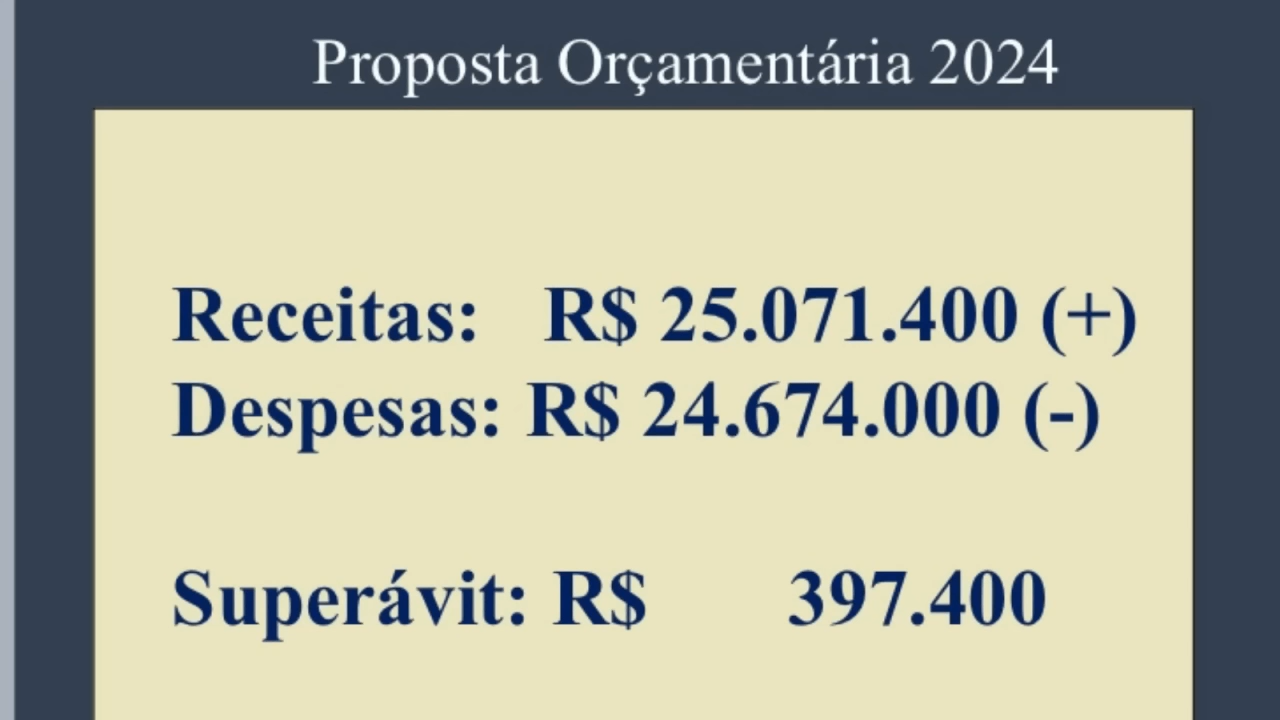 Proposta Orçamentária 2024
Receitas: R$ 25.071.400 (+)
Despesas: R$ 24.674.000 (-)
Superávit: R$ 397.400